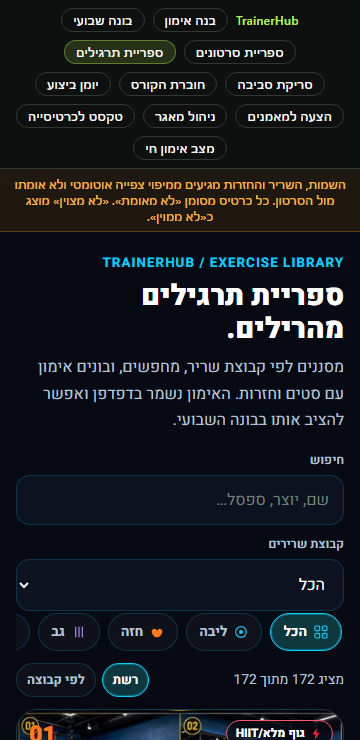 TrainerHub
בנה אימון
בונה שבועי
ספריית סרטונים
ספריית תרגילים
סריקת סביבה
חוברת הקורס
יומן ביצוע
הצעה למאמנים
ניהול מאגר
טקסט לכרטיסייה
מצב אימון חי
השמות, השריר והחזרות מגיעים ממיפוי צפייה אוטומטי ולא אומתו
מול הסרטון. כל כרטיס מסומן «לא מאומת». «לא מצוין» מוצג
כ«לא ממוין».
TRAINERHUB / EXERCISE LIBRARY
ספריית תרגילים
מהרילים.
מסננים לפי קבוצת שריר, מחפשים, ובונים אימון
עם סטים וחזרות. האימון נשמר בדפדפן ואפשר
להציב אותו בבונה השבועי.
חיפוש
שם, יוצר, ספסל...
קבוצת שרירים
הכל
הכל
ליבה
חזה
גב
מציג 172 מתוך 172
רשת
לפי קבוצה
גוף מלא/HIIT
02
01
01